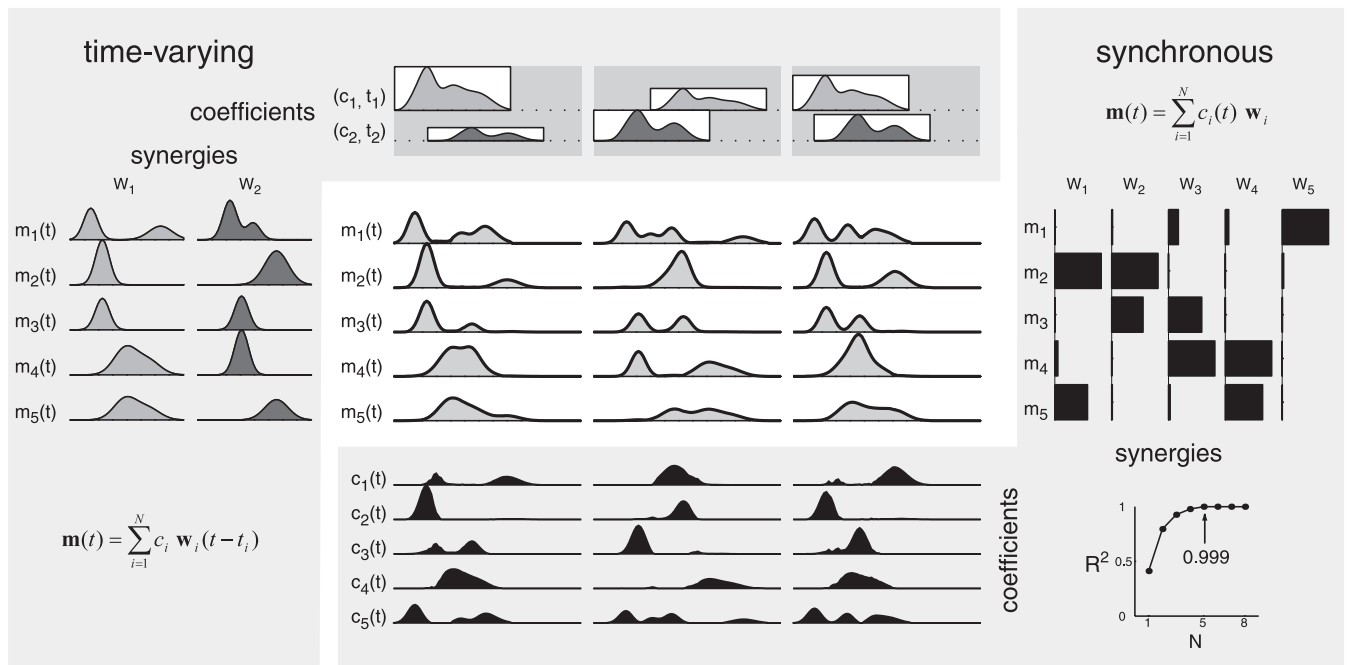 time-varying
coefficients
(c₁, t₁)
(c₂, t₂)
synergies
W₁ W₂
m₁(t)
m₂(t)
m₃(t)
m₄(t)
m₅(t)
m(t) = ∑ᵢ₌₁ᴺ cᵢ wᵢ(t − tᵢ)
m₁(t)
m₂(t)
m₃(t)
m₄(t)
m₅(t)
c₁(t)
c₂(t)
c₃(t)
c₄(t)
c₅(t)
coefficients
synchronous
m(t) = ∑ᵢ₌₁ᴺ cᵢ(t) wᵢ
W₁ W₂ W₃ W₄ W₅
m₁
m₂
m₃
m₄
m₅
synergies
1
R² 0.5
0.999
0
1 5 8
N